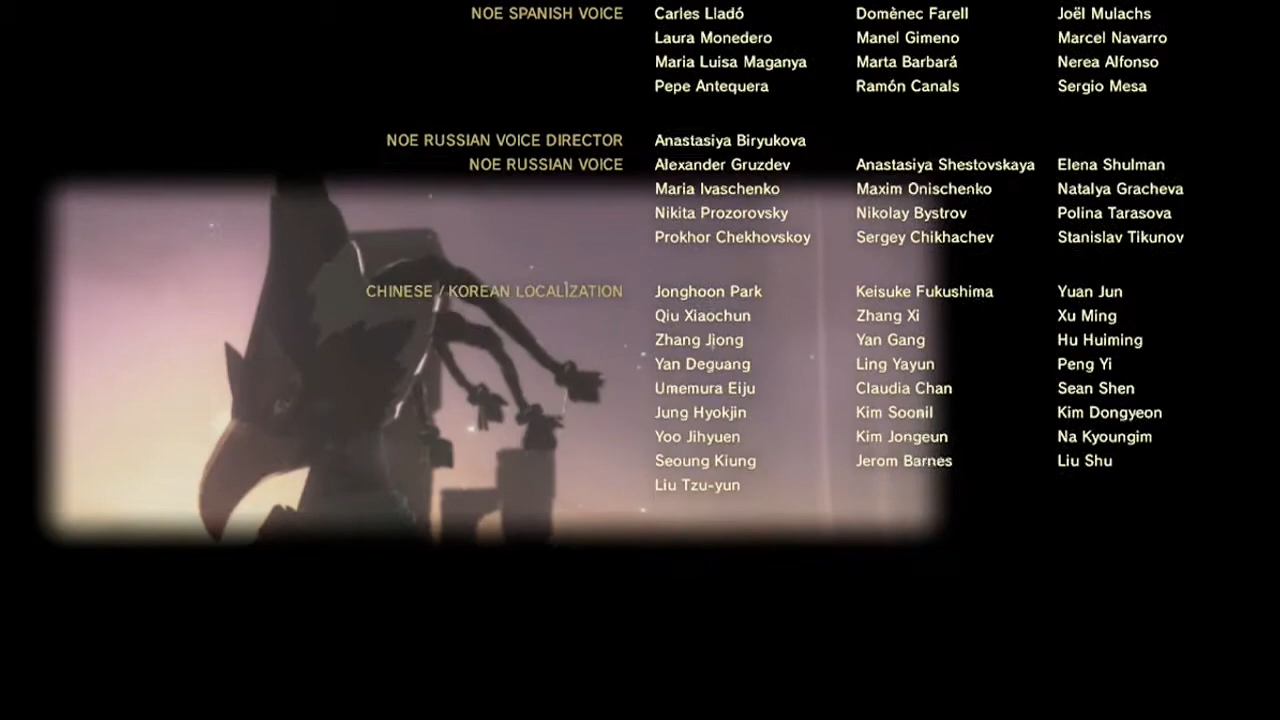 NOE SPANISH VOICE Carles Lladó Domènec Farell Joël Mulachs
Laura Monedero Manel Gimeno Marcel Navarro
Maria Luisa Maganya Marta Barbará Nerea Alfonso
Pepe Antequera Ramón Canals Sergio Mesa
NOE RUSSIAN VOICE DIRECTOR Anastasiya Biryukova
NOE RUSSIAN VOICE Alexander Gruzdev Anastasiya Shestovskaya Elena Shulman
Maria Ivaschenko Maxim Onischenko Natalya Gracheva
Nikita Prozorovsky Nikolay Bystrov Polina Tarasova
Prokhor Chekhovskoy Sergey Chikhachev Stanislav Tikunov
CHINESE / KOREAN LOCALIZATION Jonghoon Park Keisuke Fukushima Yuan Jun
Qiu Xiaochun Zhang Xi Xu Ming
Zhang Jiong Yan Gang Hu Huiming
Yan Deguang Ling Yayun Peng Yi
Umemura Eiju Claudia Chan Sean Shen
Jung Hyokjin Kim Soonil Kim Dongyeon
Yoo Jihyuen Kim Jongeun Na Kyoungim
Seoung Kiung Jerom Barnes Liu Shu
Liu Tzu-yun